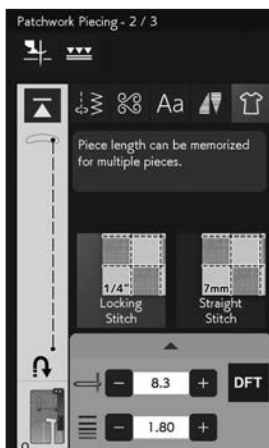 Patchwork Piecing - 2 / 3
Aa
Piece length can be memorized
for multiple pieces.
1/4"
7mm
Locking
Stitch
Straight
Stitch
8.3
DFT
1.80